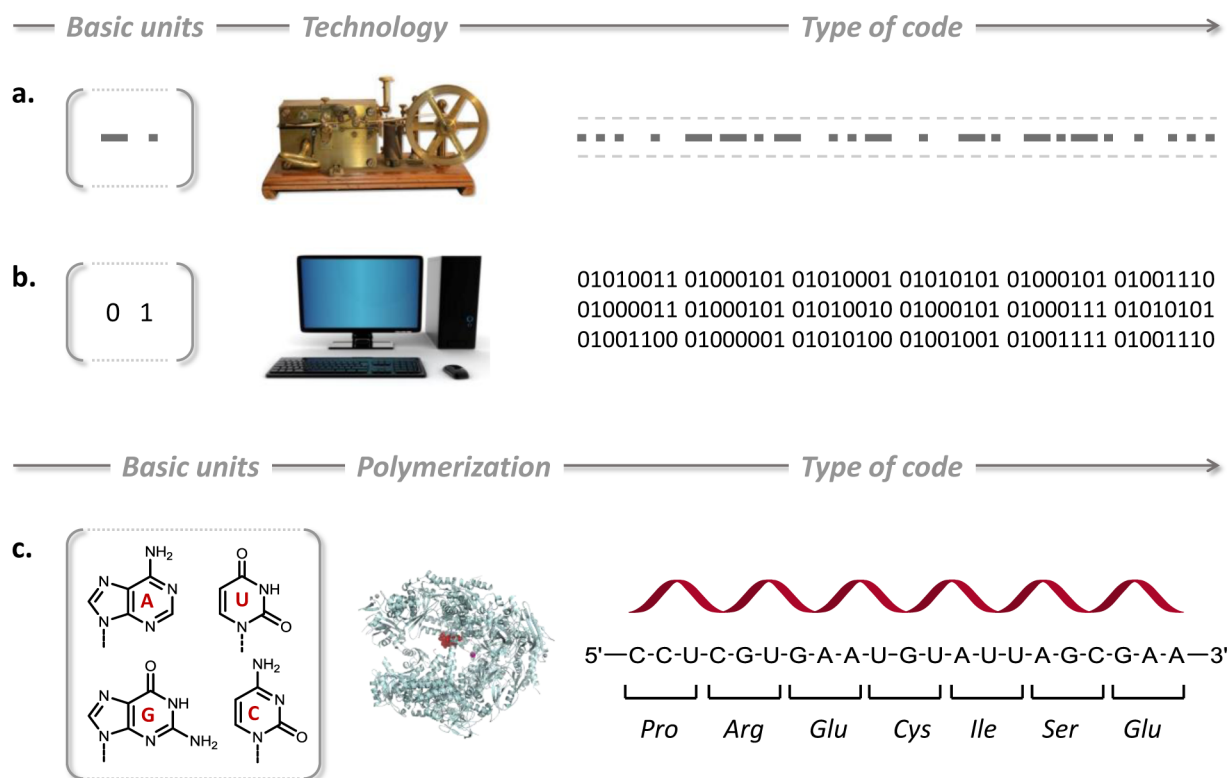 Basic units Technology Type of code
a.
b.
0 1
01010011 01000101 01010001 01010101 01000101 01001110
01000011 01000101 01010010 01000101 01000111 01010101
01001100 01000001 01010100 01001001 01001111 01001110
Basic units Polymerization Type of code
c.
NH₂
N
N
A
N
N
O
NH
U
N
O
O
N
NH
G
N
N
NH₂
NH₂
N
C
N
O
5'—C-C-U-C-G-U-G-A-A-U-G-U-A-U-U-A-G-C-G-A-A—3'
Pro Arg Glu Cys Ile Ser Glu